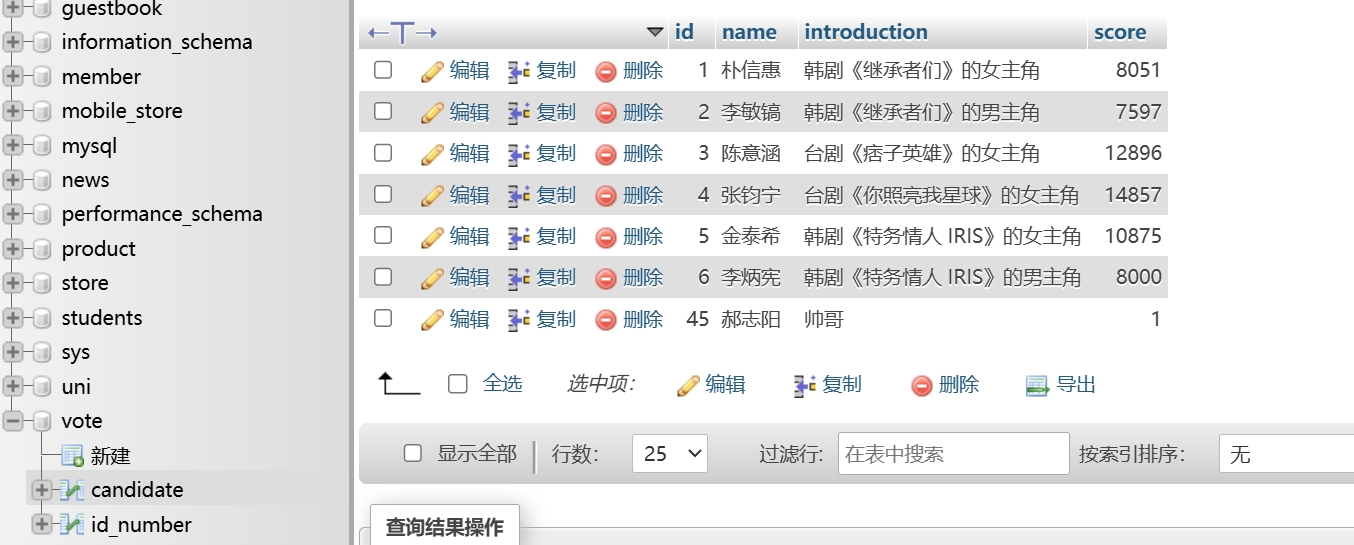 guestbook
information_schema
member
mobile_store
mysql
news
performance_schema
product
store
students
sys
uni
vote
新建
candidate
id_number
id name introduction score
编辑 复制 删除 1 朴信惠 韩剧《继承者们》的女主角 8051
编辑 复制 删除 2 李敏镐 韩剧《继承者们》的男主角 7597
编辑 复制 删除 3 陈意涵 台剧《痞子英雄》的女主角 12896
编辑 复制 删除 4 张钧宁 台剧《你照亮我星球》的女主角 14857
编辑 复制 删除 5 金泰希 韩剧《特务情人 IRIS》的女主角 10875
编辑 复制 删除 6 李炳宪 韩剧《特务情人 IRIS》的男主角 8000
编辑 复制 删除 45 郝志阳 帅哥 1
全选 选中项: 编辑 复制 删除 导出
显示全部 行数: 25 过滤行: 在表中搜索 按索引排序: 无
查询结果操作